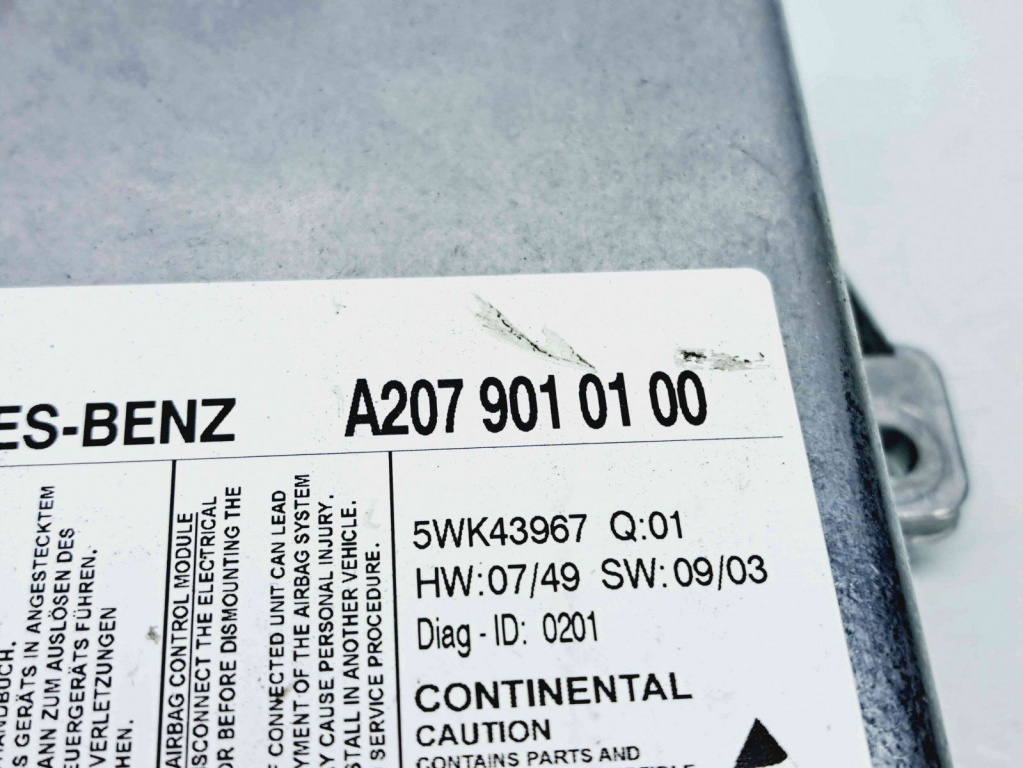 ES-BENZ A207 901 01 00
HANDBUCH.
S GERÄTS IN ANGESTECKTEM
ANN ZUM AUSLÖSEN DES
EUERGERÄTS FÜHREN.
VERLETZUNGEN
HEN.
AIRBAG CONTROL MODULE
SCONNECT THE ELECTRICAL
OR BEFORE DISMOUNTING THE
F CONNECTED UNIT CAN LEAD
YMENT OF THE AIRBAG SYSTEM
Y CAUSE PERSONAL INJURY.
STALL IN ANOTHER VEHICLE.
SERVICE PROCEDURE.
5WK43967 Q:01
HW:07/49 SW:09/03
Diag - ID: 0201
CONTINENTAL
CAUTION
CONTAINS PARTS AND